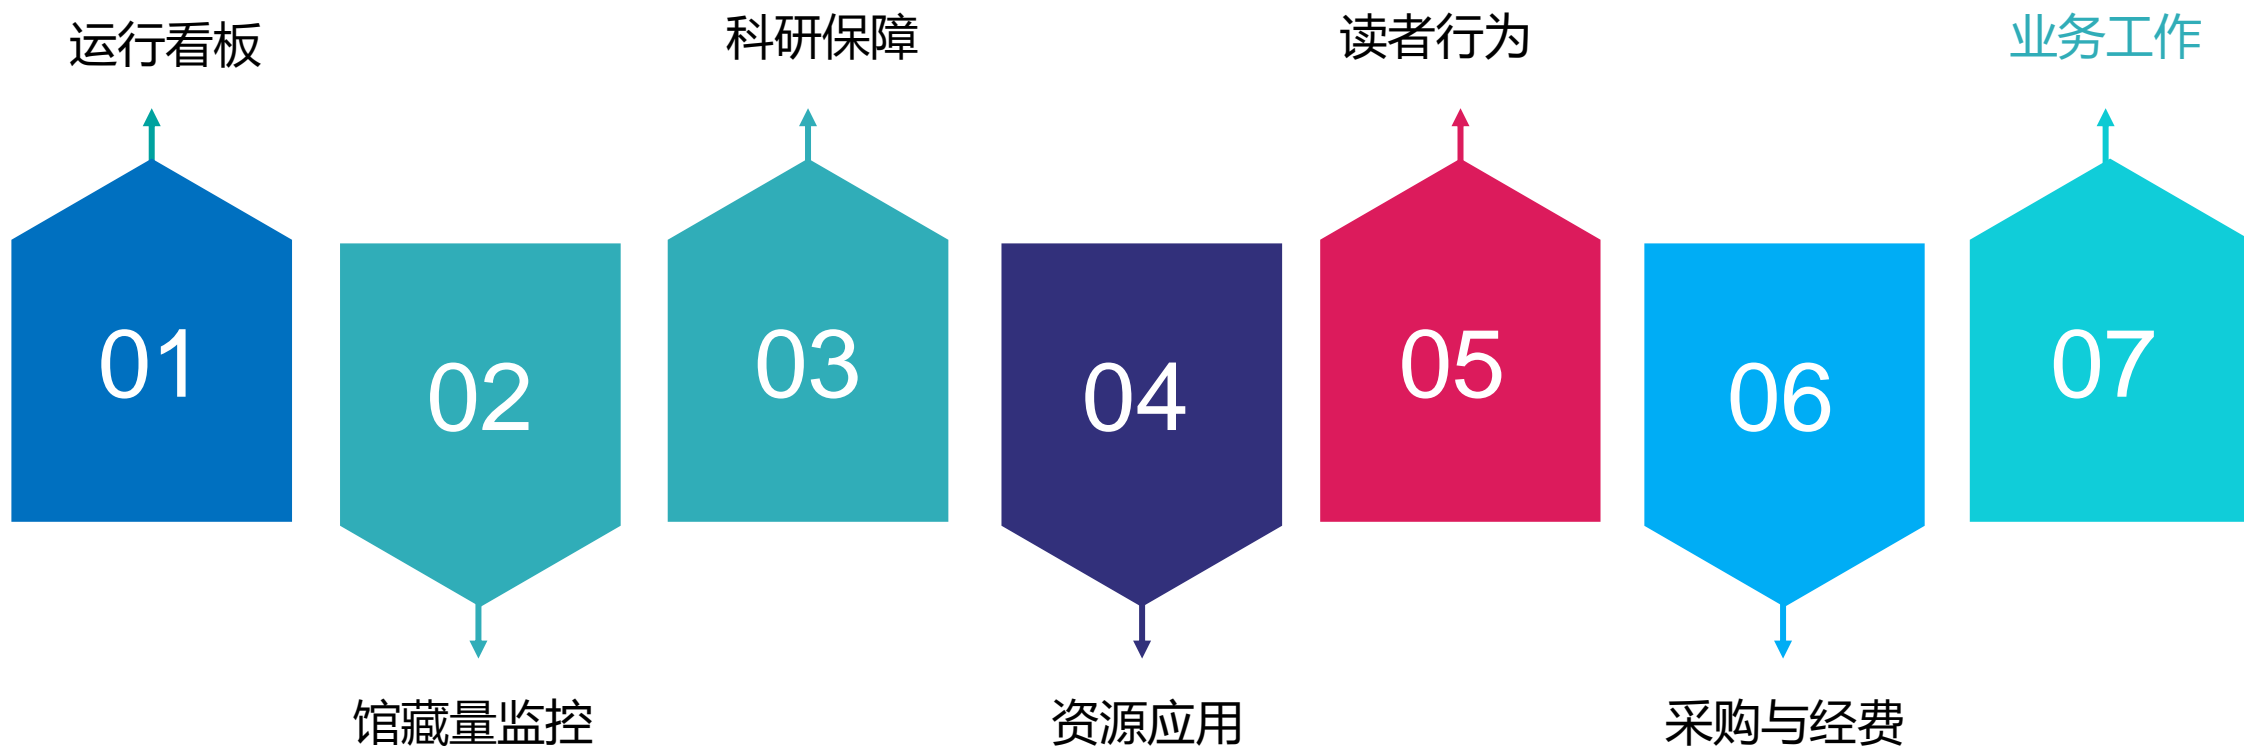 运行看板
科研保障
读者行为
业务工作
01
02
03
04
05
06
07
馆藏量监控
资源应用
采购与经费